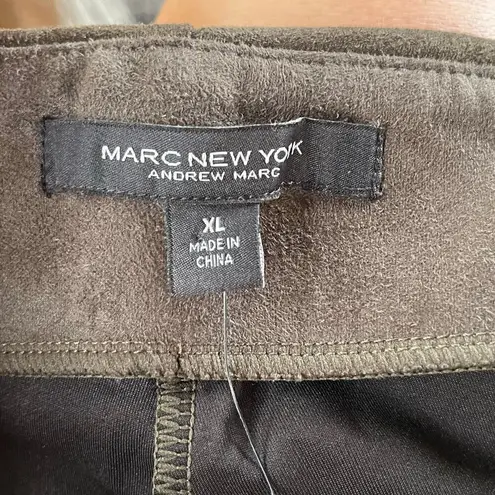 MARC NEW YORK
ANDREW MARC
XL
MADE IN
CHINA